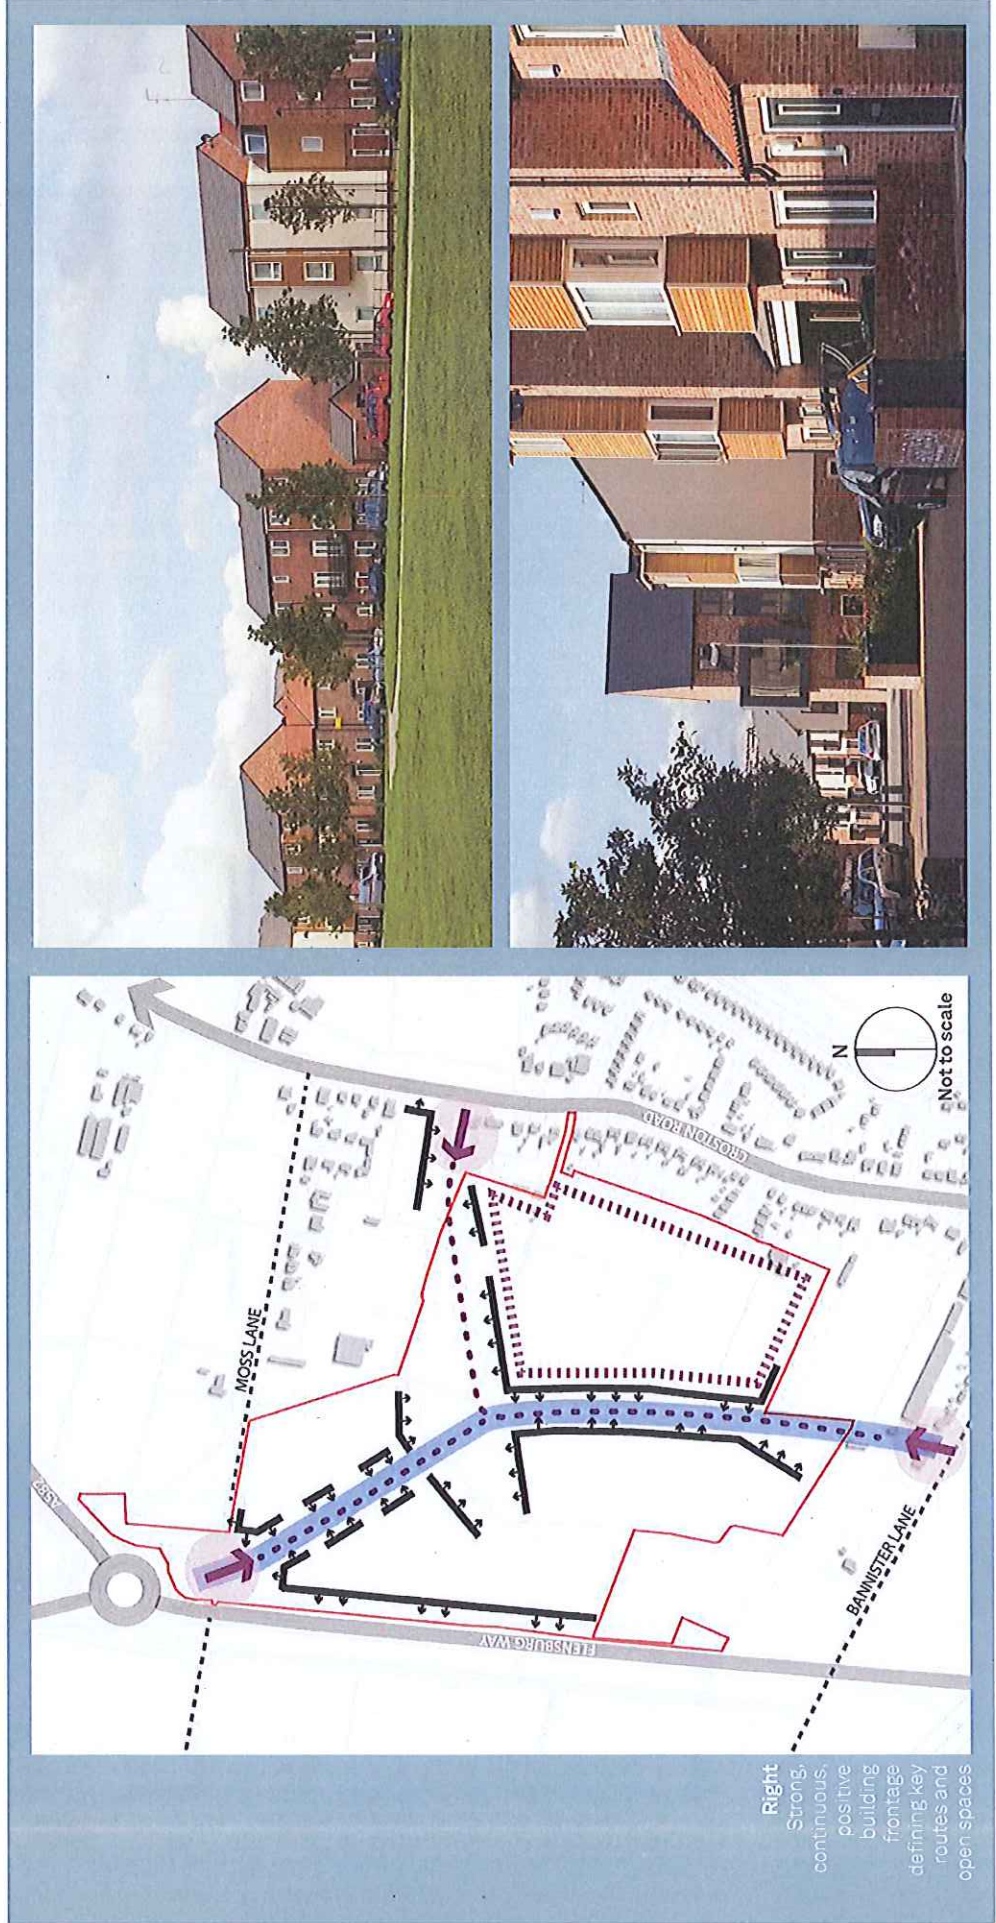 Right
Strong,
continuous,
positive
building
frontage
defining key
routes and
open spaces
A582
MOSS LANE
FLENSBURG WAY
CROSTON ROAD
BANNISTER LANE
N
Not to scale